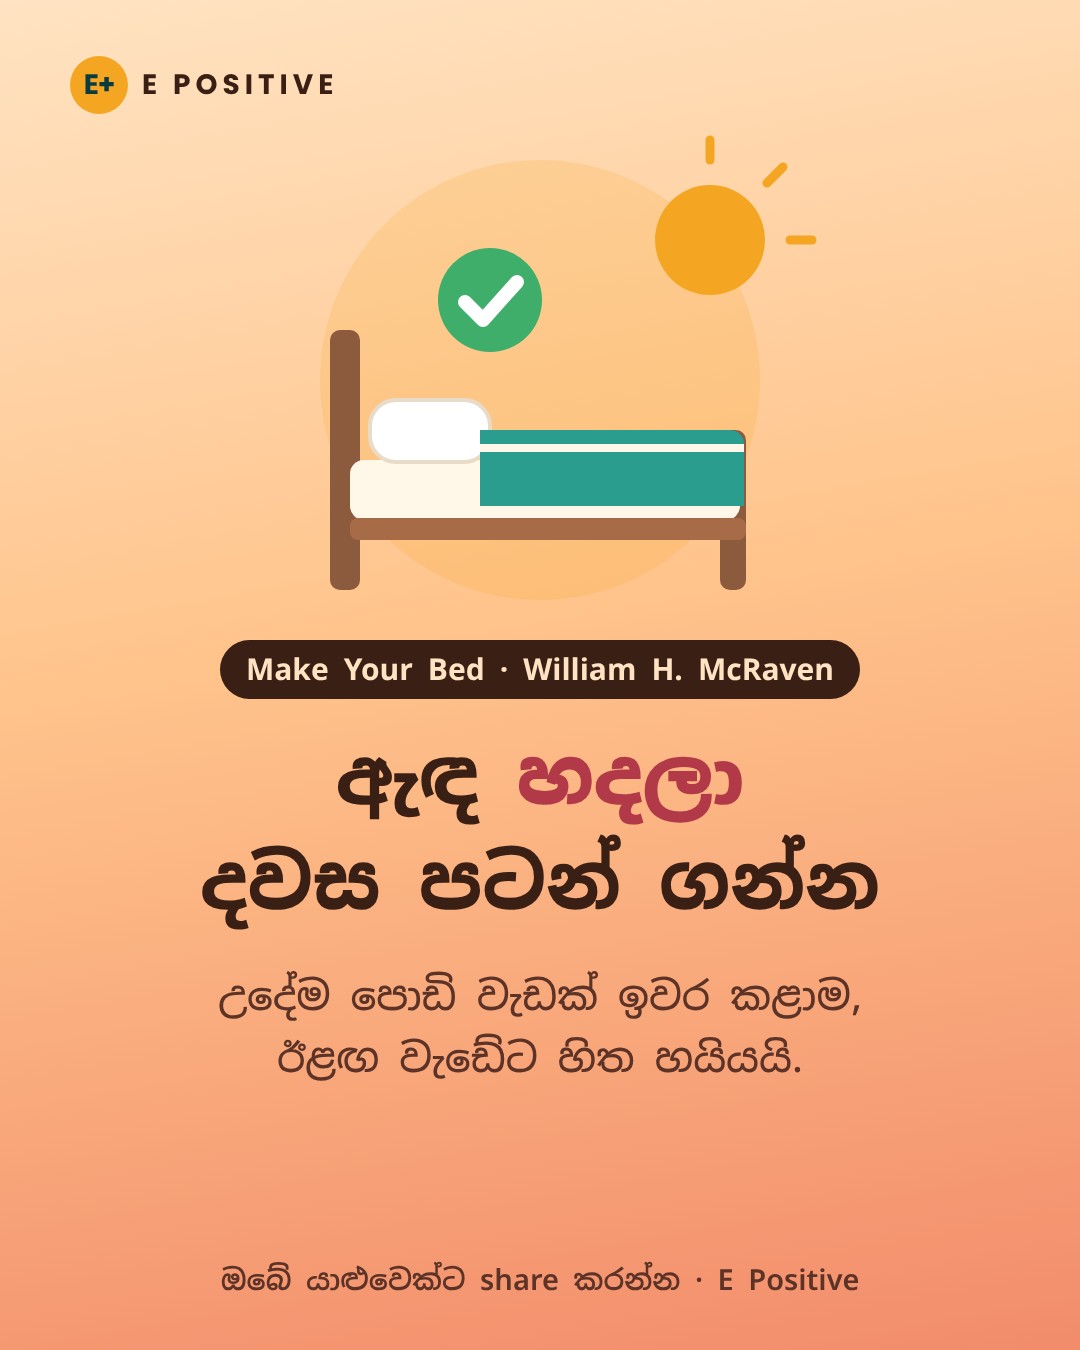 E+ E POSITIVE
Make Your Bed · William H. McRaven
ඇඳ හදලා
දවස පටන් ගන්න
උදේම පොඩි වැඩක් ඉවර කළාම,
ඊළඟ වැඩේට හිත හයියයි.
ඔබේ යාළුවෙක්ට share කරන්න · E Positive